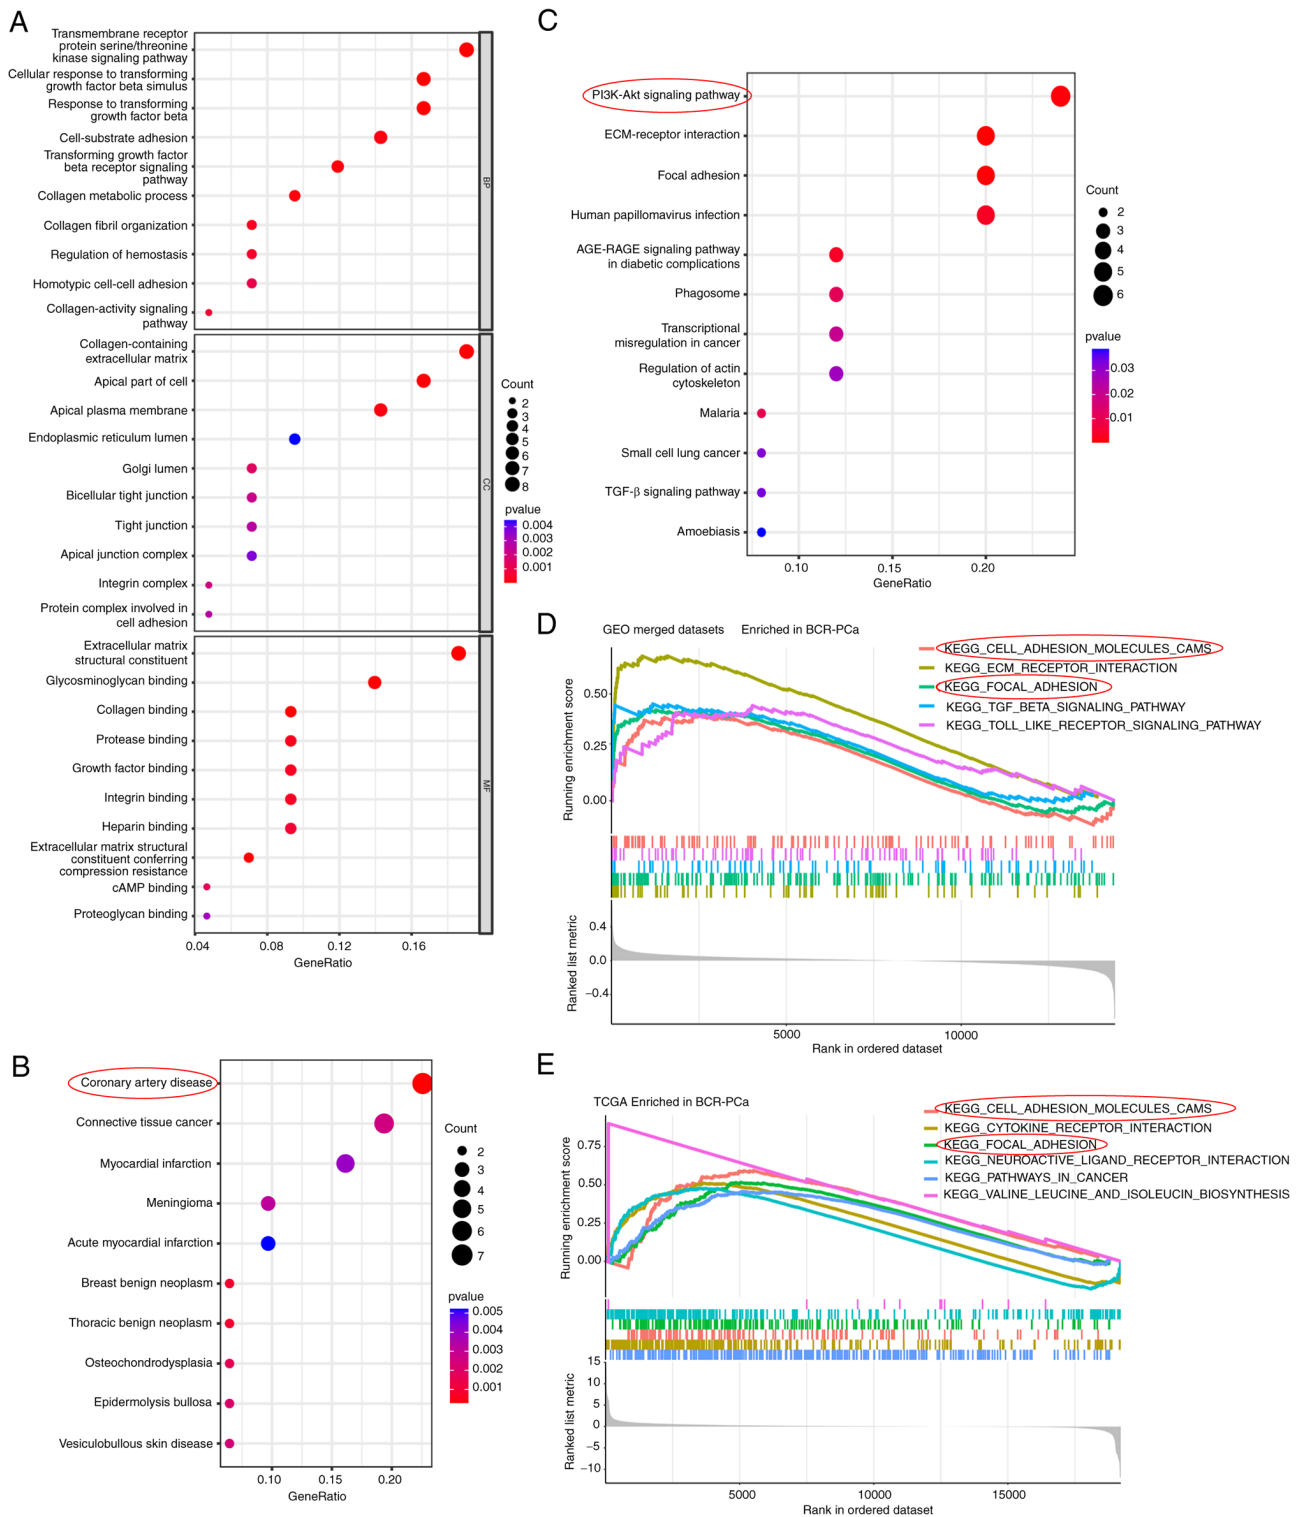 A
Transmembrane receptor
protein serine/threonine
kinase signaling pathway
Cellular response to transforming
growth factor beta simulus
Response to transforming
growth factor beta
Cell-substrate adhesion
Transforming growth factor
beta receptor signaling
pathway
Collagen metabolic process
Collagen fibril organization
Regulation of hemostasis
Homotypic cell-cell adhesion
Collagen-activity signaling
pathway
BP
Collagen-containing
extracellular matrix
Apical part of cell
Apical plasma membrane
Endoplasmic reticulum lumen
Golgi lumen
Bicellular tight junction
Tight junction
Apical junction complex
Integrin complex
Protein complex involved in
cell adhesion
CC
Extracellular matrix
structural constituent
Glycosminoglycan binding
Collagen binding
Protease binding
Growth factor binding
Integrin binding
Heparin binding
Extracellular matrix structural
constituent conferring
compression resistance
cAMP binding
Proteoglycan binding
MF
0.04 0.08 0.12 0.16
GeneRatio
Count
2
3
4
5
6
7
8
pvalue
0.004
0.003
0.002
0.001
B
Coronary artery disease
Connective tissue cancer
Myocardial infarction
Meningioma
Acute myocardial infarction
Breast benign neoplasm
Thoracic benign neoplasm
Osteochondrodysplasia
Epidermolysis bullosa
Vesiculobullous skin disease
0.10 0.15 0.20
GeneRatio
Count
2
3
4
5
6
7
pvalue
0.005
0.004
0.003
0.002
0.001
C
PI3K-Akt signaling pathway
ECM-receptor interaction
Focal adhesion
Human papillomavirus infection
AGE-RAGE signaling pathway
in diabetic complications
Phagosome
Transcriptional
misregulation in cancer
Regulation of actin
cytoskeleton
Malaria
Small cell lung cancer
TGF-β signaling pathway
Amoebiasis
0.10 0.15 0.20
GeneRatio
Count
2
3
4
5
6
pvalue
0.03
0.02
0.01
D
GEO merged datasets Enriched in BCR-PCa
KEGG_CELL_ADHESION_MOLECULES_CAMS
KEGG_ECM_RECEPTOR_INTERACTION
KEGG_FOCAL_ADHESION
KEGG_TGF_BETA_SIGNALING_PATHWAY
KEGG_TOLL_LIKE_RECEPTOR_SIGNALING_PATHWAY
Running enrichment score
0.50
0.25
0.00
Ranked list metric
0.4
0.0
−0.4
5000 10000
Rank in ordered dataset
E
TCGA Enriched in BCR-PCa
KEGG_CELL_ADHESION_MOLECULES_CAMS
KEGG_CYTOKINE_RECEPTOR_INTERACTION
KEGG_FOCAL_ADHESION
KEGG_NEUROACTIVE_LIGAND_RECEPTOR_INTERACTION
KEGG_PATHWAYS_IN_CANCER
KEGG_VALINE_LEUCINE_AND_ISOLEUCIN_BIOSYNTHESIS
Running enrichment score
0.75
0.50
0.25
0.00
Ranked list metric
15
10
5
0
−5
−10
5000 10000 15000
Rank in ordered dataset